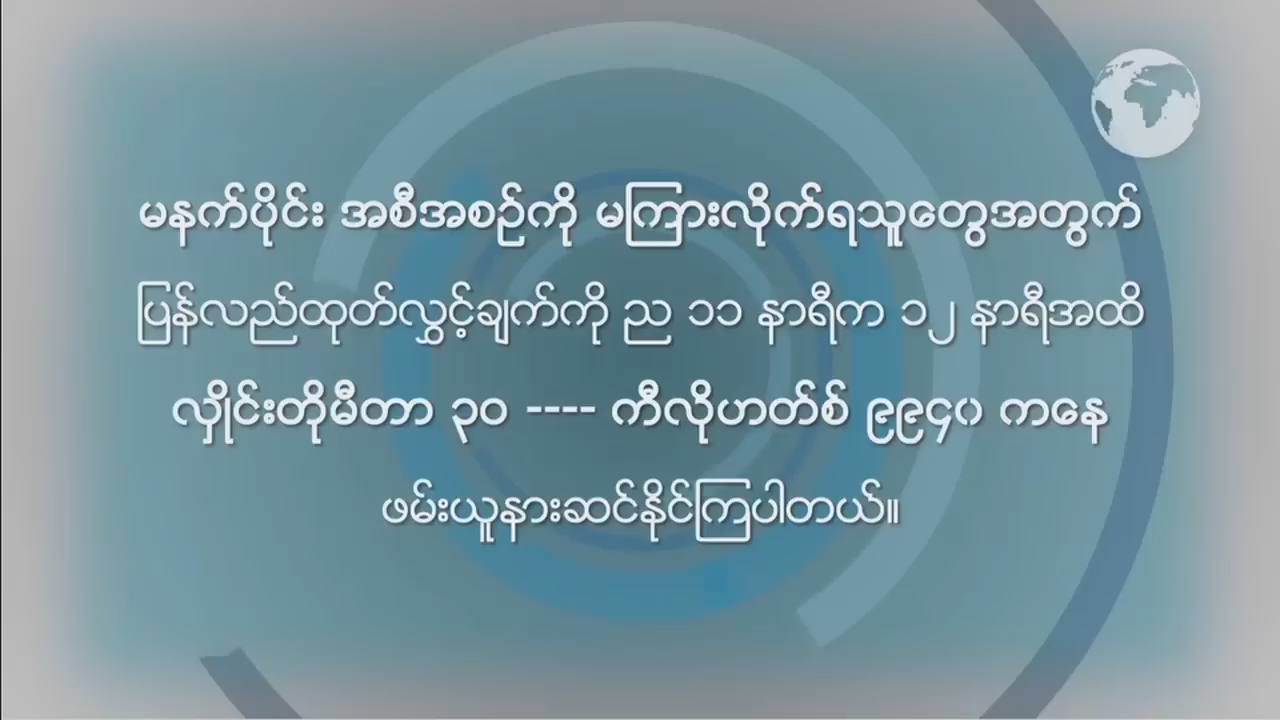 မနက်ပိုင်း အစီအစဉ်ကို မကြားလိုက်ရသူတွေအတွက်
ပြန်လည်ထုတ်လွှင့်ချက်ကို ည ၁၁ နာရီက ၁၂ နာရီအထိ
လှိုင်းတိုမီတာ ၃၀ ---- ကီလိုဟတ်စ် ၉၉၄၀ ကနေ
ဖမ်းယူနားဆင်နိုင်ကြပါတယ်။